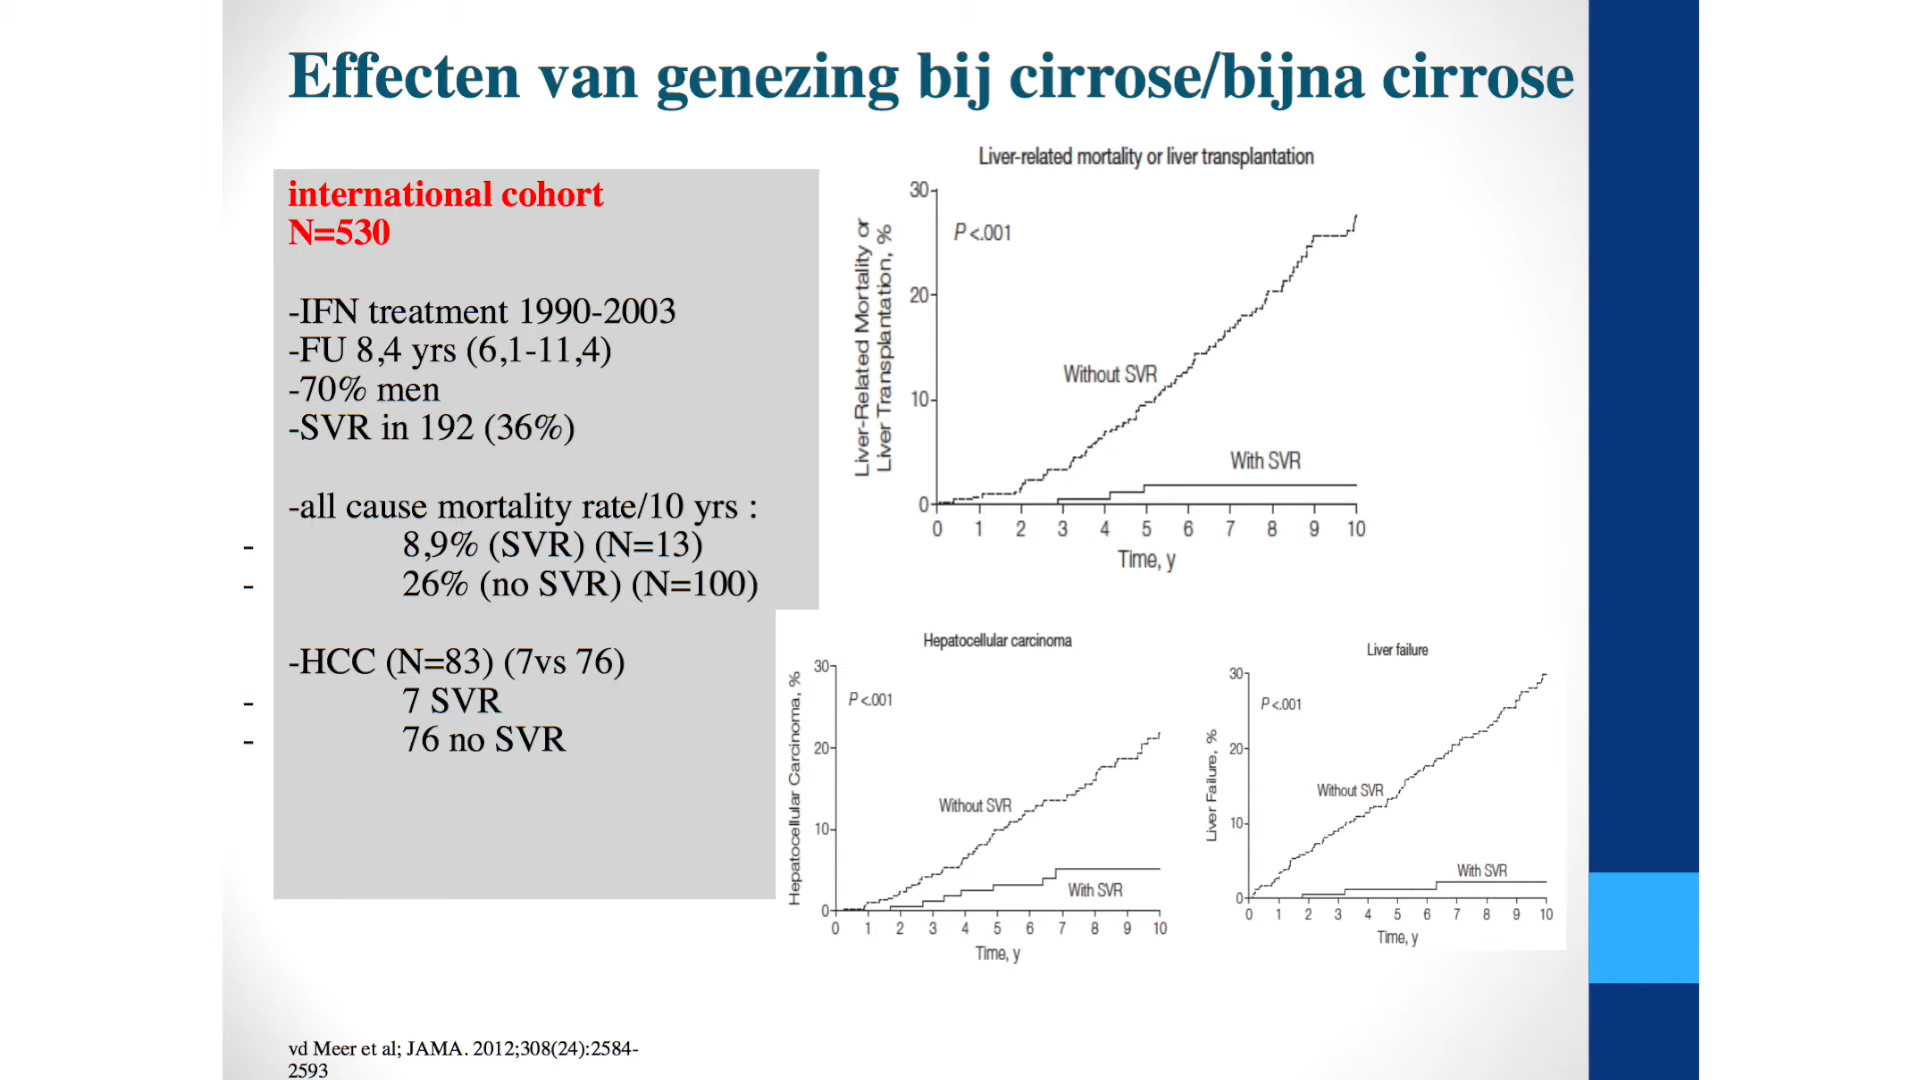 Effecten van genezing bij cirrose/bijna cirrose
international cohort
N=530
-IFN treatment 1990-2003
-FU 8,4 yrs (6,1-11,4)
-70% men
-SVR in 192 (36%)
-all cause mortality rate/10 yrs :
- 8,9% (SVR) (N=13)
- 26% (no SVR) (N=100)
-HCC (N=83) (7vs 76)
- 7 SVR
- 76 no SVR
Liver-related mortality or liver transplantation
Liver-Related Mortality or
Liver Transplantation, %
30
20
10
0
P <.001
Without SVR
With SVR
0 1 2 3 4 5 6 7 8 9 10
Time, y
Hepatocellular carcinoma
Hepatocellular Carcinoma, %
30
20
10
0
P <.001
Without SVR
With SVR
0 1 2 3 4 5 6 7 8 9 10
Time, y
Liver failure
Liver Failure, %
30
20
10
0
P <.001
Without SVR
With SVR
0 1 2 3 4 5 6 7 8 9 10
Time, y
vd Meer et al; JAMA. 2012;308(24):2584-
2593